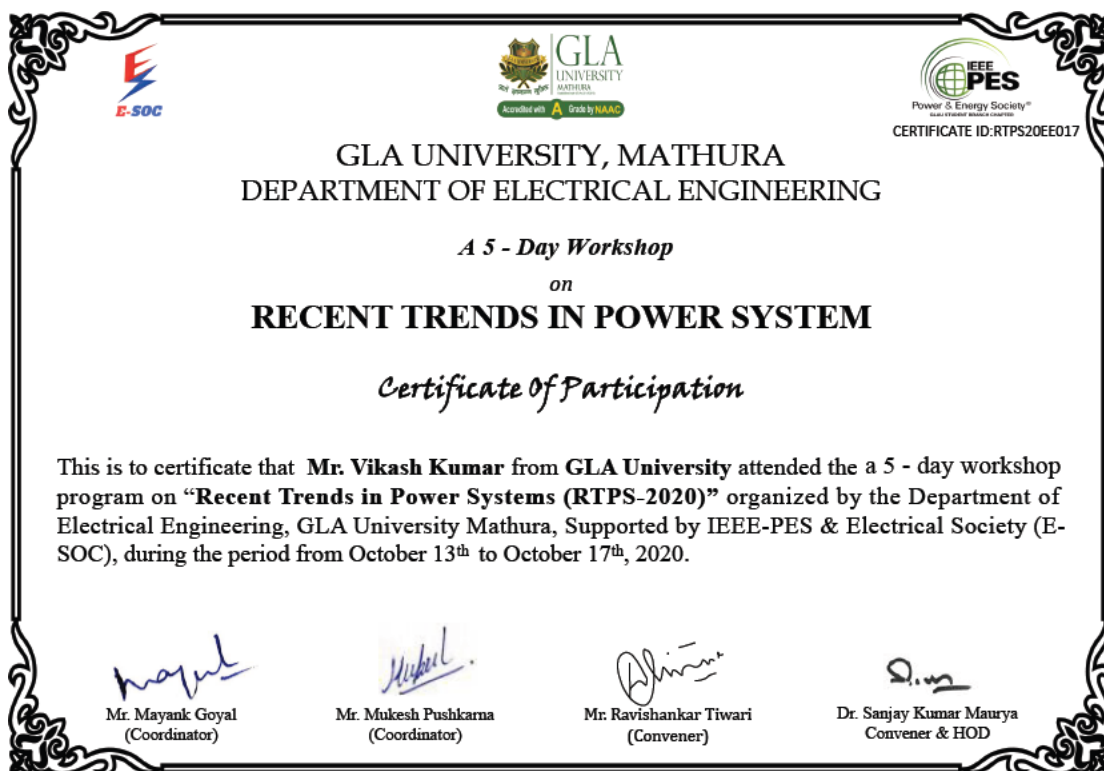 E-SOC
GLA
UNIVERSITY
MATHURA
Accredited with A Grade by NAAC
IEEE
PES
Power & Energy Society®
GLAU STUDENT BRANCH CHAPTER
CERTIFICATE ID:RTPS20EE017
GLA UNIVERSITY, MATHURA
DEPARTMENT OF ELECTRICAL ENGINEERING
A 5 - Day Workshop
on
RECENT TRENDS IN POWER SYSTEM
Certificate Of Participation
This is to certify that Mr. Vikash Kumar from GLA University attended the a 5 - day workshop
program on “Recent Trends in Power Systems (RTPS-2020)” organized by the Department of
Electrical Engineering, GLA University Mathura, Supported by IEEE-PES & Electrical Society (E-
SOC), during the period from October 13th to October 17th, 2020.
Mr. Mayank Goyal
(Coordinator)
Mr. Mukesh Pushkarna
(Coordinator)
Mr. Ravishankar Tiwari
(Convener)
Dr. Sanjay Kumar Maurya
Convener & HOD